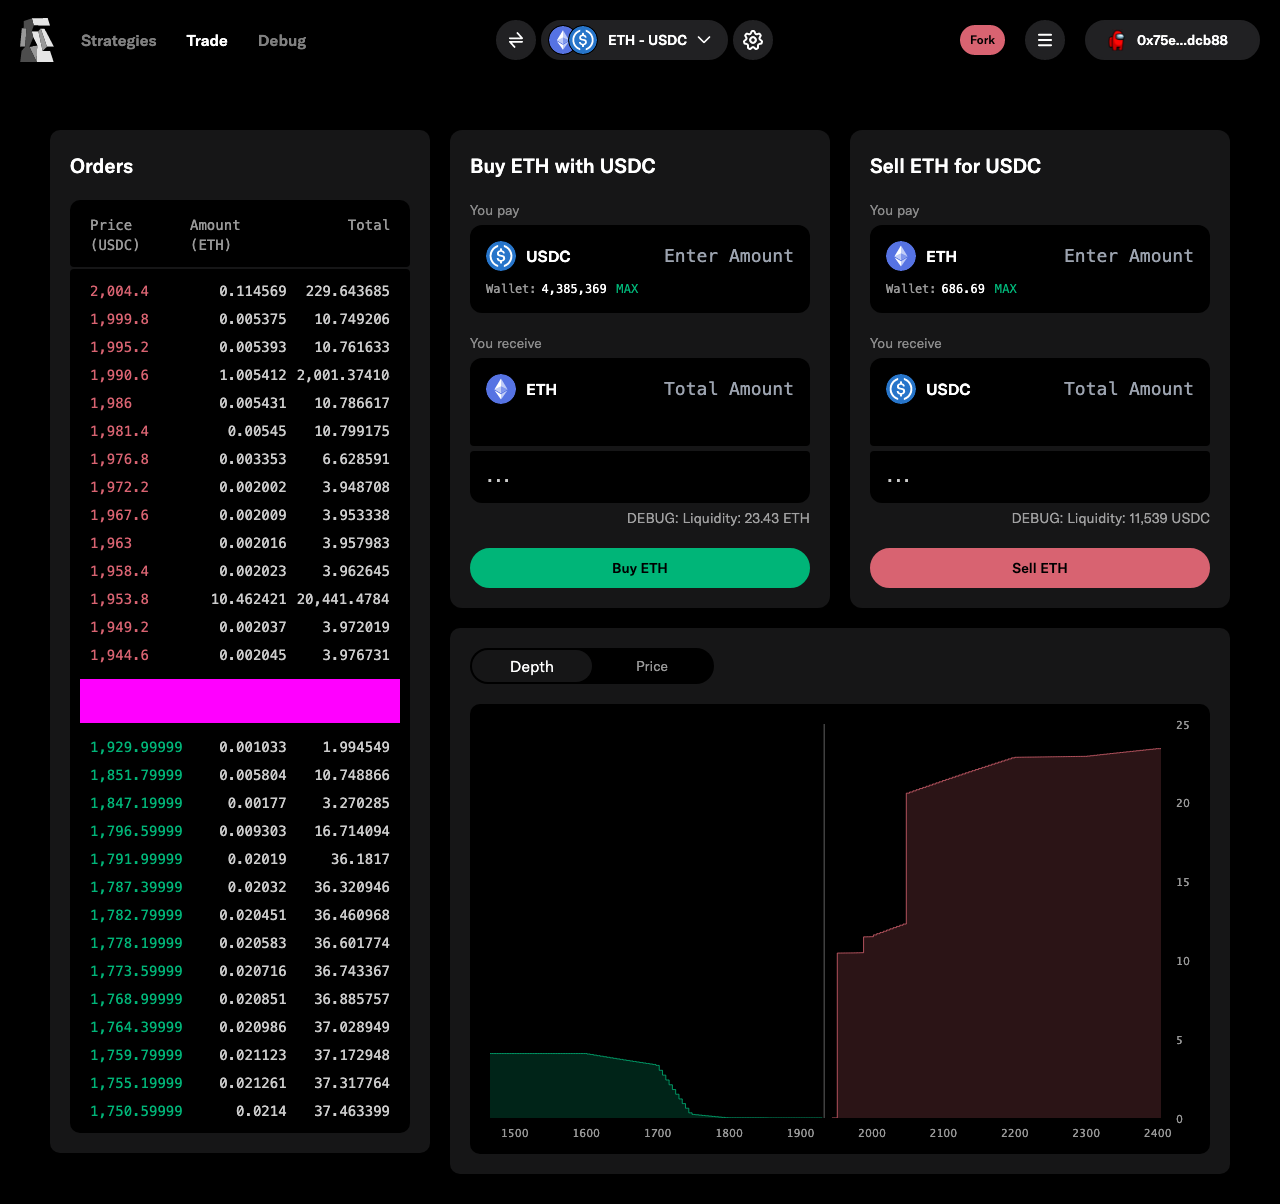 Strategies Trade Debug ETH - USDC Fork 0x75e...dcb88
Orders
Price (USDC) Amount (ETH) Total
2,004.4 0.114569 229.643685
1,999.8 0.005375 10.749206
1,995.2 0.005393 10.761633
1,990.6 1.005412 2,001.37410
1,986 0.005431 10.786617
1,981.4 0.00545 10.799175
1,976.8 0.003353 6.628591
1,972.2 0.002002 3.948708
1,967.6 0.002009 3.953338
1,963 0.002016 3.957983
1,958.4 0.002023 3.962645
1,953.8 10.462421 20,441.4784
1,949.2 0.002037 3.972019
1,944.6 0.002045 3.976731
1,929.99999 0.001033 1.994549
1,851.79999 0.005804 10.748866
1,847.19999 0.00177 3.270285
1,796.59999 0.009303 16.714094
1,791.99999 0.02019 36.1817
1,787.39999 0.02032 36.320946
1,782.79999 0.020451 36.460968
1,778.19999 0.020583 36.601774
1,773.59999 0.020716 36.743367
1,768.99999 0.020851 36.885757
1,764.39999 0.020986 37.028949
1,759.79999 0.021123 37.172948
1,755.19999 0.021261 37.317764
1,750.59999 0.0214 37.463399
Buy ETH with USDC
You pay
USDC Enter Amount
Wallet: 4,385,369 MAX
You receive
ETH Total Amount
...
DEBUG: Liquidity: 23.43 ETH
Buy ETH
Sell ETH for USDC
You pay
ETH Enter Amount
Wallet: 686.69 MAX
You receive
USDC Total Amount
...
DEBUG: Liquidity: 11,539 USDC
Sell ETH
Depth Price
25
20
15
10
5
0
1500 1600 1700 1800 1900 2000 2100 2200 2300 2400